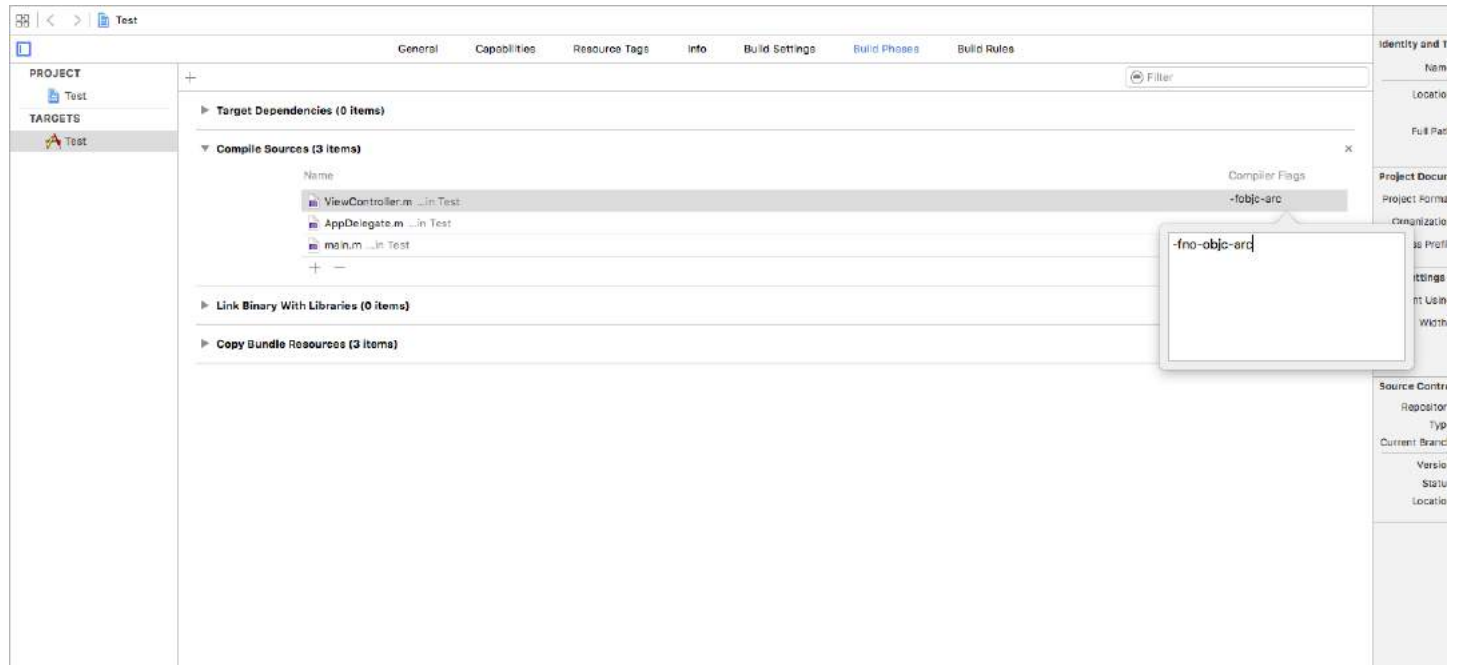 Test
General Capabilities Resource Tags Info Build Settings Build Phases Build Rules
PROJECT
Test
TARGETS
Test
Filter
Target Dependencies (0 items)
Compile Sources (3 items)
Name Compiler Flags
ViewController.m ...in Test -fobjc-arc
AppDelegate.m ...in Test
main.m ...in Test
-fno-objc-arc
Link Binary With Libraries (0 items)
Copy Bundle Resources (3 items)
Identity and T
Nam
Locatio
Full Pat
Project Docum
Project Forma
Organizatio
ss Prefi
ttings
nt Usin
Width
Source Contr
Repositor
Typ
Current Branc
Versio
Statu
Locatio